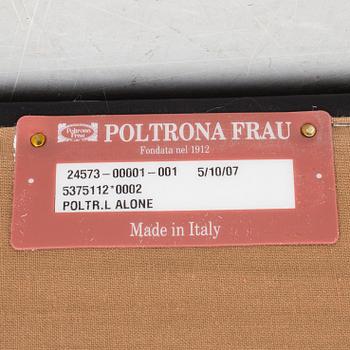 Poltrona
Frau
POLTRONA FRAU
Fondata nel 1912
24573-00001-001 5/10/07
5375112*0002
POLTR.L ALONE
Made in Italy